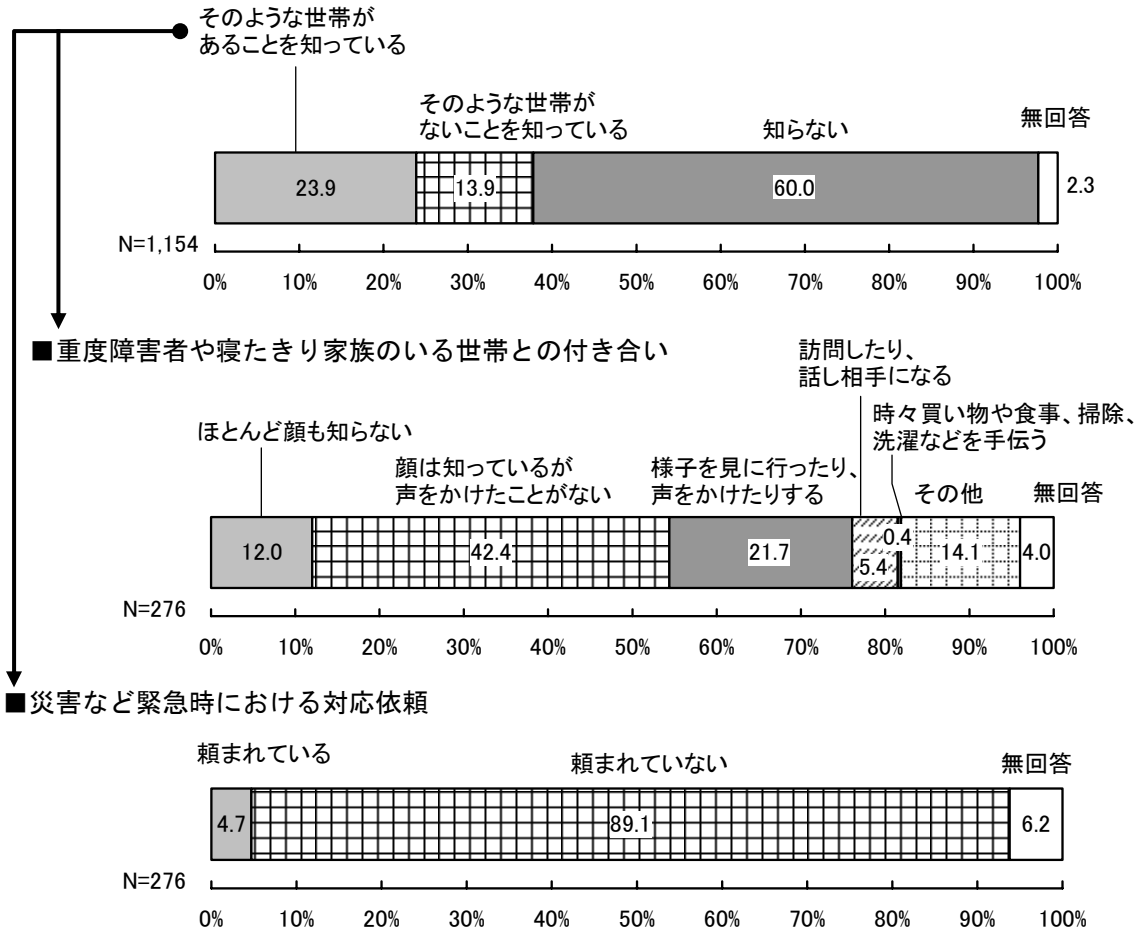 そのような世帯が
あることを知っている
そのような世帯が
ないことを知っている
知らない
無回答
23.9
13.9
60.0
2.3
N=1,154
0% 10% 20% 30% 40% 50% 60% 70% 80% 90% 100%
■重度障害者や寝たきり家族のいる世帯との付き合い
訪問したり、
話し相手になる
時々買い物や食事、掃除、
洗濯などを手伝う
ほとんど顔も知らない
顔は知っているが
声をかけたことがない
様子を見に行ったり、
声をかけたりする
その他
無回答
12.0
42.4
21.7
5.4
0.4
14.1
4.0
N=276
0% 10% 20% 30% 40% 50% 60% 70% 80% 90% 100%
■災害など緊急時における対応依頼
頼まれている
頼まれていない
無回答
4.7
89.1
6.2
N=276
0% 10% 20% 30% 40% 50% 60% 70% 80% 90% 100%